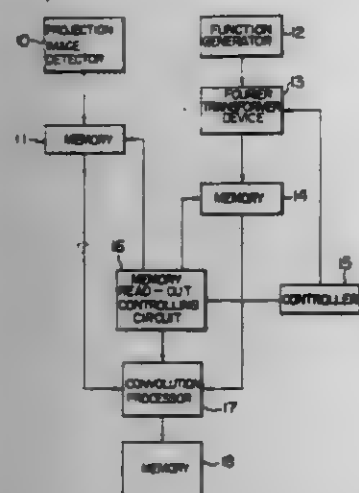 10
PROJECTION
IMAGE
DETECTOR
FUNCTION
GENERATOR
12
13
FOURIER
TRANSFORMER
DEVICE
11
MEMORY
MEMORY
14
16
MEMORY
READ-OUT
CONTROLLING
CIRCUIT
15
CONTROLLER
CONVOLUTION
PROCESSOR
17
MEMORY
18